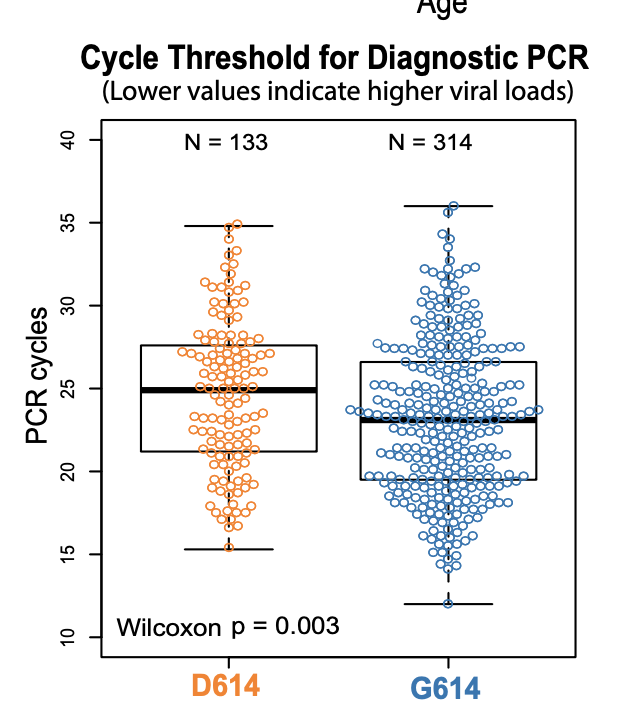 Age
Cycle Threshold for Diagnostic PCR
(Lower values indicate higher viral loads)
N = 133
N = 314
40
35
30
25
20
15
10
PCR cycles
Wilcoxon p = 0.003
D614
G614